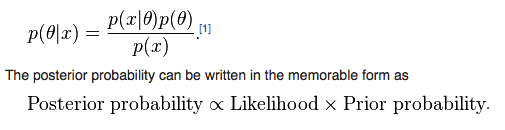 p(θ|x) = p(x|θ)p(θ) / p(x) .[1]
The posterior probability can be written in the memorable form as
Posterior probability ∝ Likelihood × Prior probability.